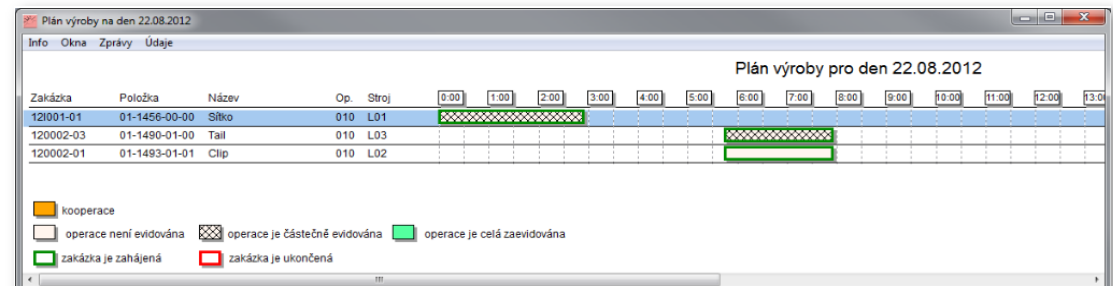 Plán výroby na den 22.08.2012
Info Okna Zprávy Údaje
Plán výroby pro den 22.08.2012
Zakázka Položka Název Op. Stroj 0:00 1:00 2:00 3:00 4:00 5:00 6:00 7:00 8:00 9:00 10:00 11:00 12:00 13:0
12I001-01 01-1456-00-00 Sítko 010 L01
120002-03 01-1490-01-00 Tail 010 L03
120002-01 01-1493-01-01 Clip 010 L02
kooperace
operace není evidována operace je částečně evidována operace je celá zaevidována
zakázka je zahájená zakázka je ukončená